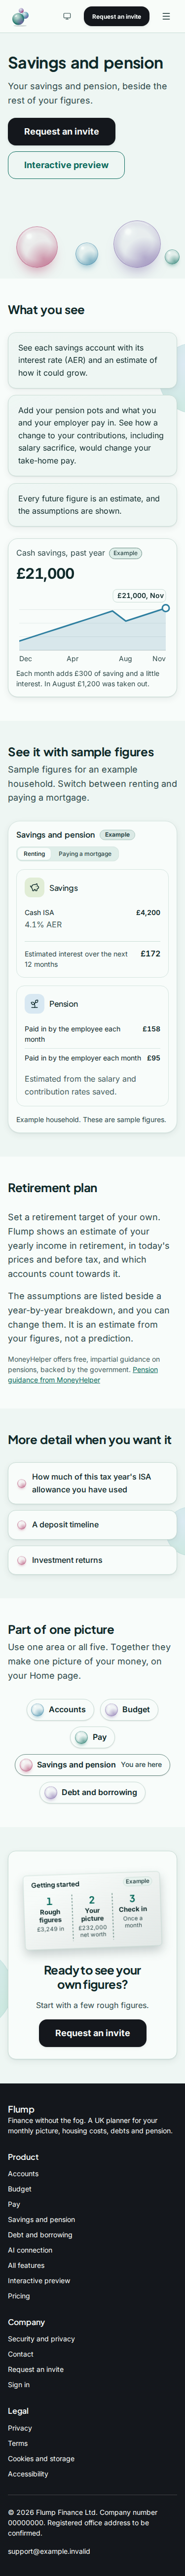 Request an invite
Savings and pension
Your savings and pension, beside the
rest of your figures.
Request an invite
Interactive preview
What you see
See each savings account with its
interest rate (AER) and an estimate of
how it could grow.
Add your pension pots and what you
and your employer pay in. See how a
change to your contributions, including
salary sacrifice, would change your
take-home pay.
Every future figure is an estimate, and
the assumptions are shown.
Cash savings, past year Example
£21,000
£21,000, Nov
Dec Apr Aug Nov
Each month adds £300 of saving and a little
interest. In August £1,200 was taken out.
See it with sample figures
Sample figures for an example
household. Switch between renting and
paying a mortgage.
Savings and pension Example
Renting Paying a mortgage
Savings
Cash ISA £4,200
4.1% AER
Estimated interest over the next £172
12 months
Pension
Paid in by the employee each £158
month
Paid in by the employer each month £95
Estimated from the salary and
contribution rates saved.
Example household. These are sample figures.
Retirement plan
Set a retirement target of your own.
Flump shows an estimate of your
yearly income in retirement, in today's
prices and before tax, and which
accounts count towards it.
The assumptions are listed beside a
year-by-year breakdown, and you can
change them. It is an estimate from
your figures, not a prediction.
MoneyHelper offers free, impartial guidance on
pensions, backed by the government. Pension
guidance from MoneyHelper
More detail when you want it
How much of this tax year's ISA
allowance you have used
A deposit timeline
Investment returns
Part of one picture
Use one area or all five. Together they
make one picture of your money, on
your Home page.
Accounts
Budget
Pay
Savings and pension You are here
Debt and borrowing
Getting started Example
1 2 3
Rough figures Your picture Check in
£3,249 in £232,000 net worth Once a month
Ready to see your
own figures?
Start with a few rough figures.
Request an invite
Flump
Finance without the fog. A UK planner for your
monthly picture, housing costs, debts and pension.
Product
Accounts
Budget
Pay
Savings and pension
Debt and borrowing
AI connection
All features
Interactive preview
Pricing
Company
Security and privacy
Contact
Request an invite
Sign in
Legal
Privacy
Terms
Cookies and storage
Accessibility
© 2026 Flump Finance Ltd. Company number
00000000. Registered office address to be
confirmed.
support@example.invalid